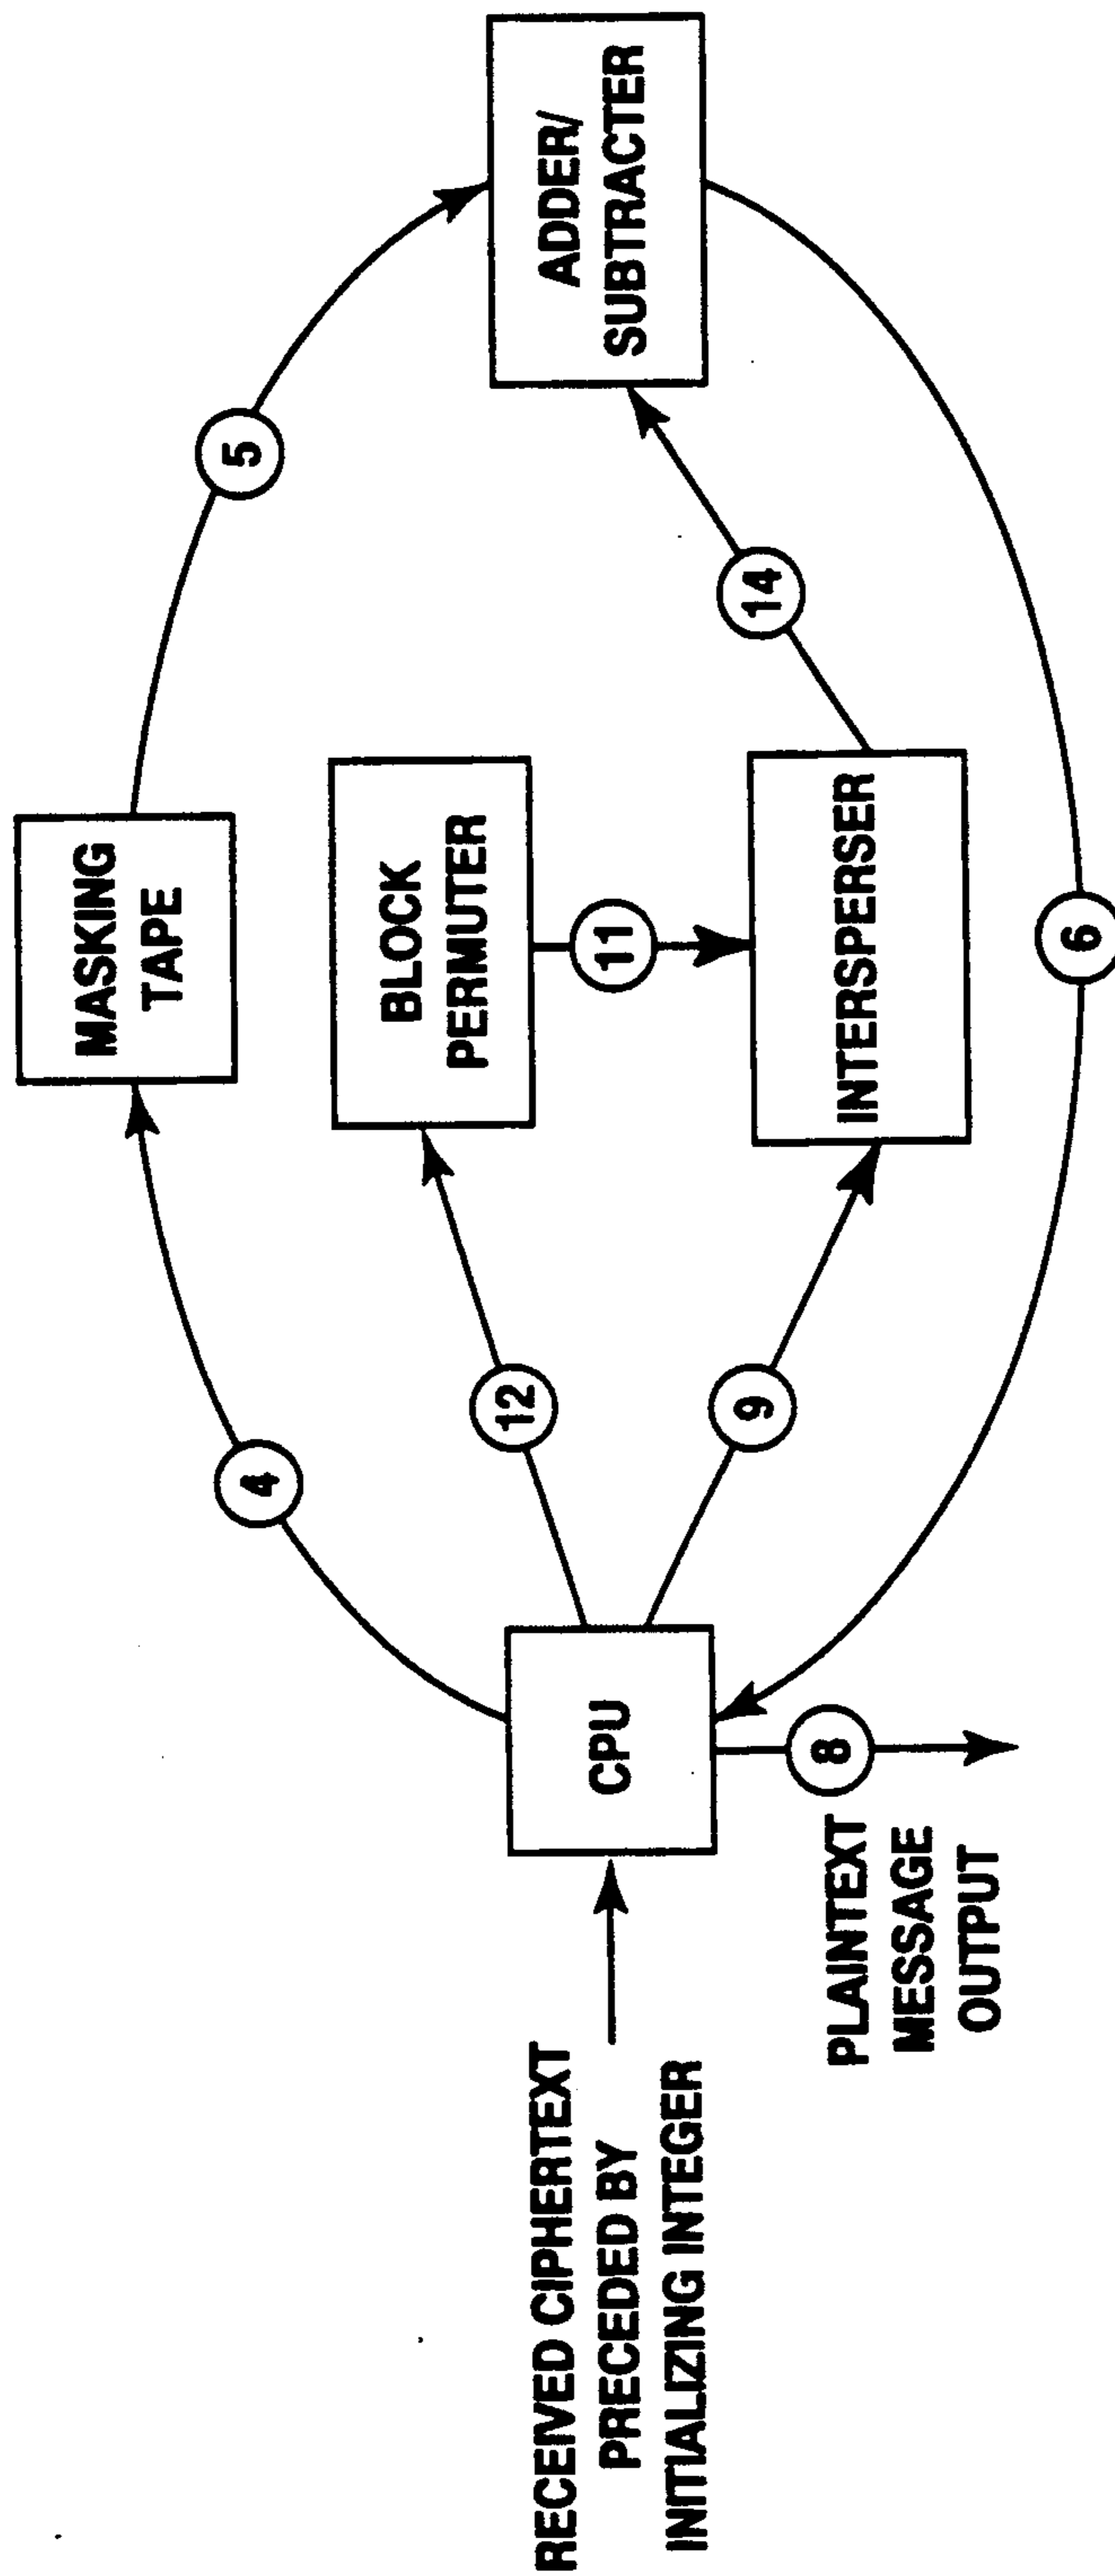 MASKING
TAPE
5
4
BLOCK
PERMUTER
ADDER/
SUBTRACTER
12
11
14
RECEIVED CIPHERTEXT
PRECEDED BY
INITIALIZING INTEGER
CPU
9
INTERSPERSER
8
PLAINTEXT
MESSAGE
OUTPUT
6